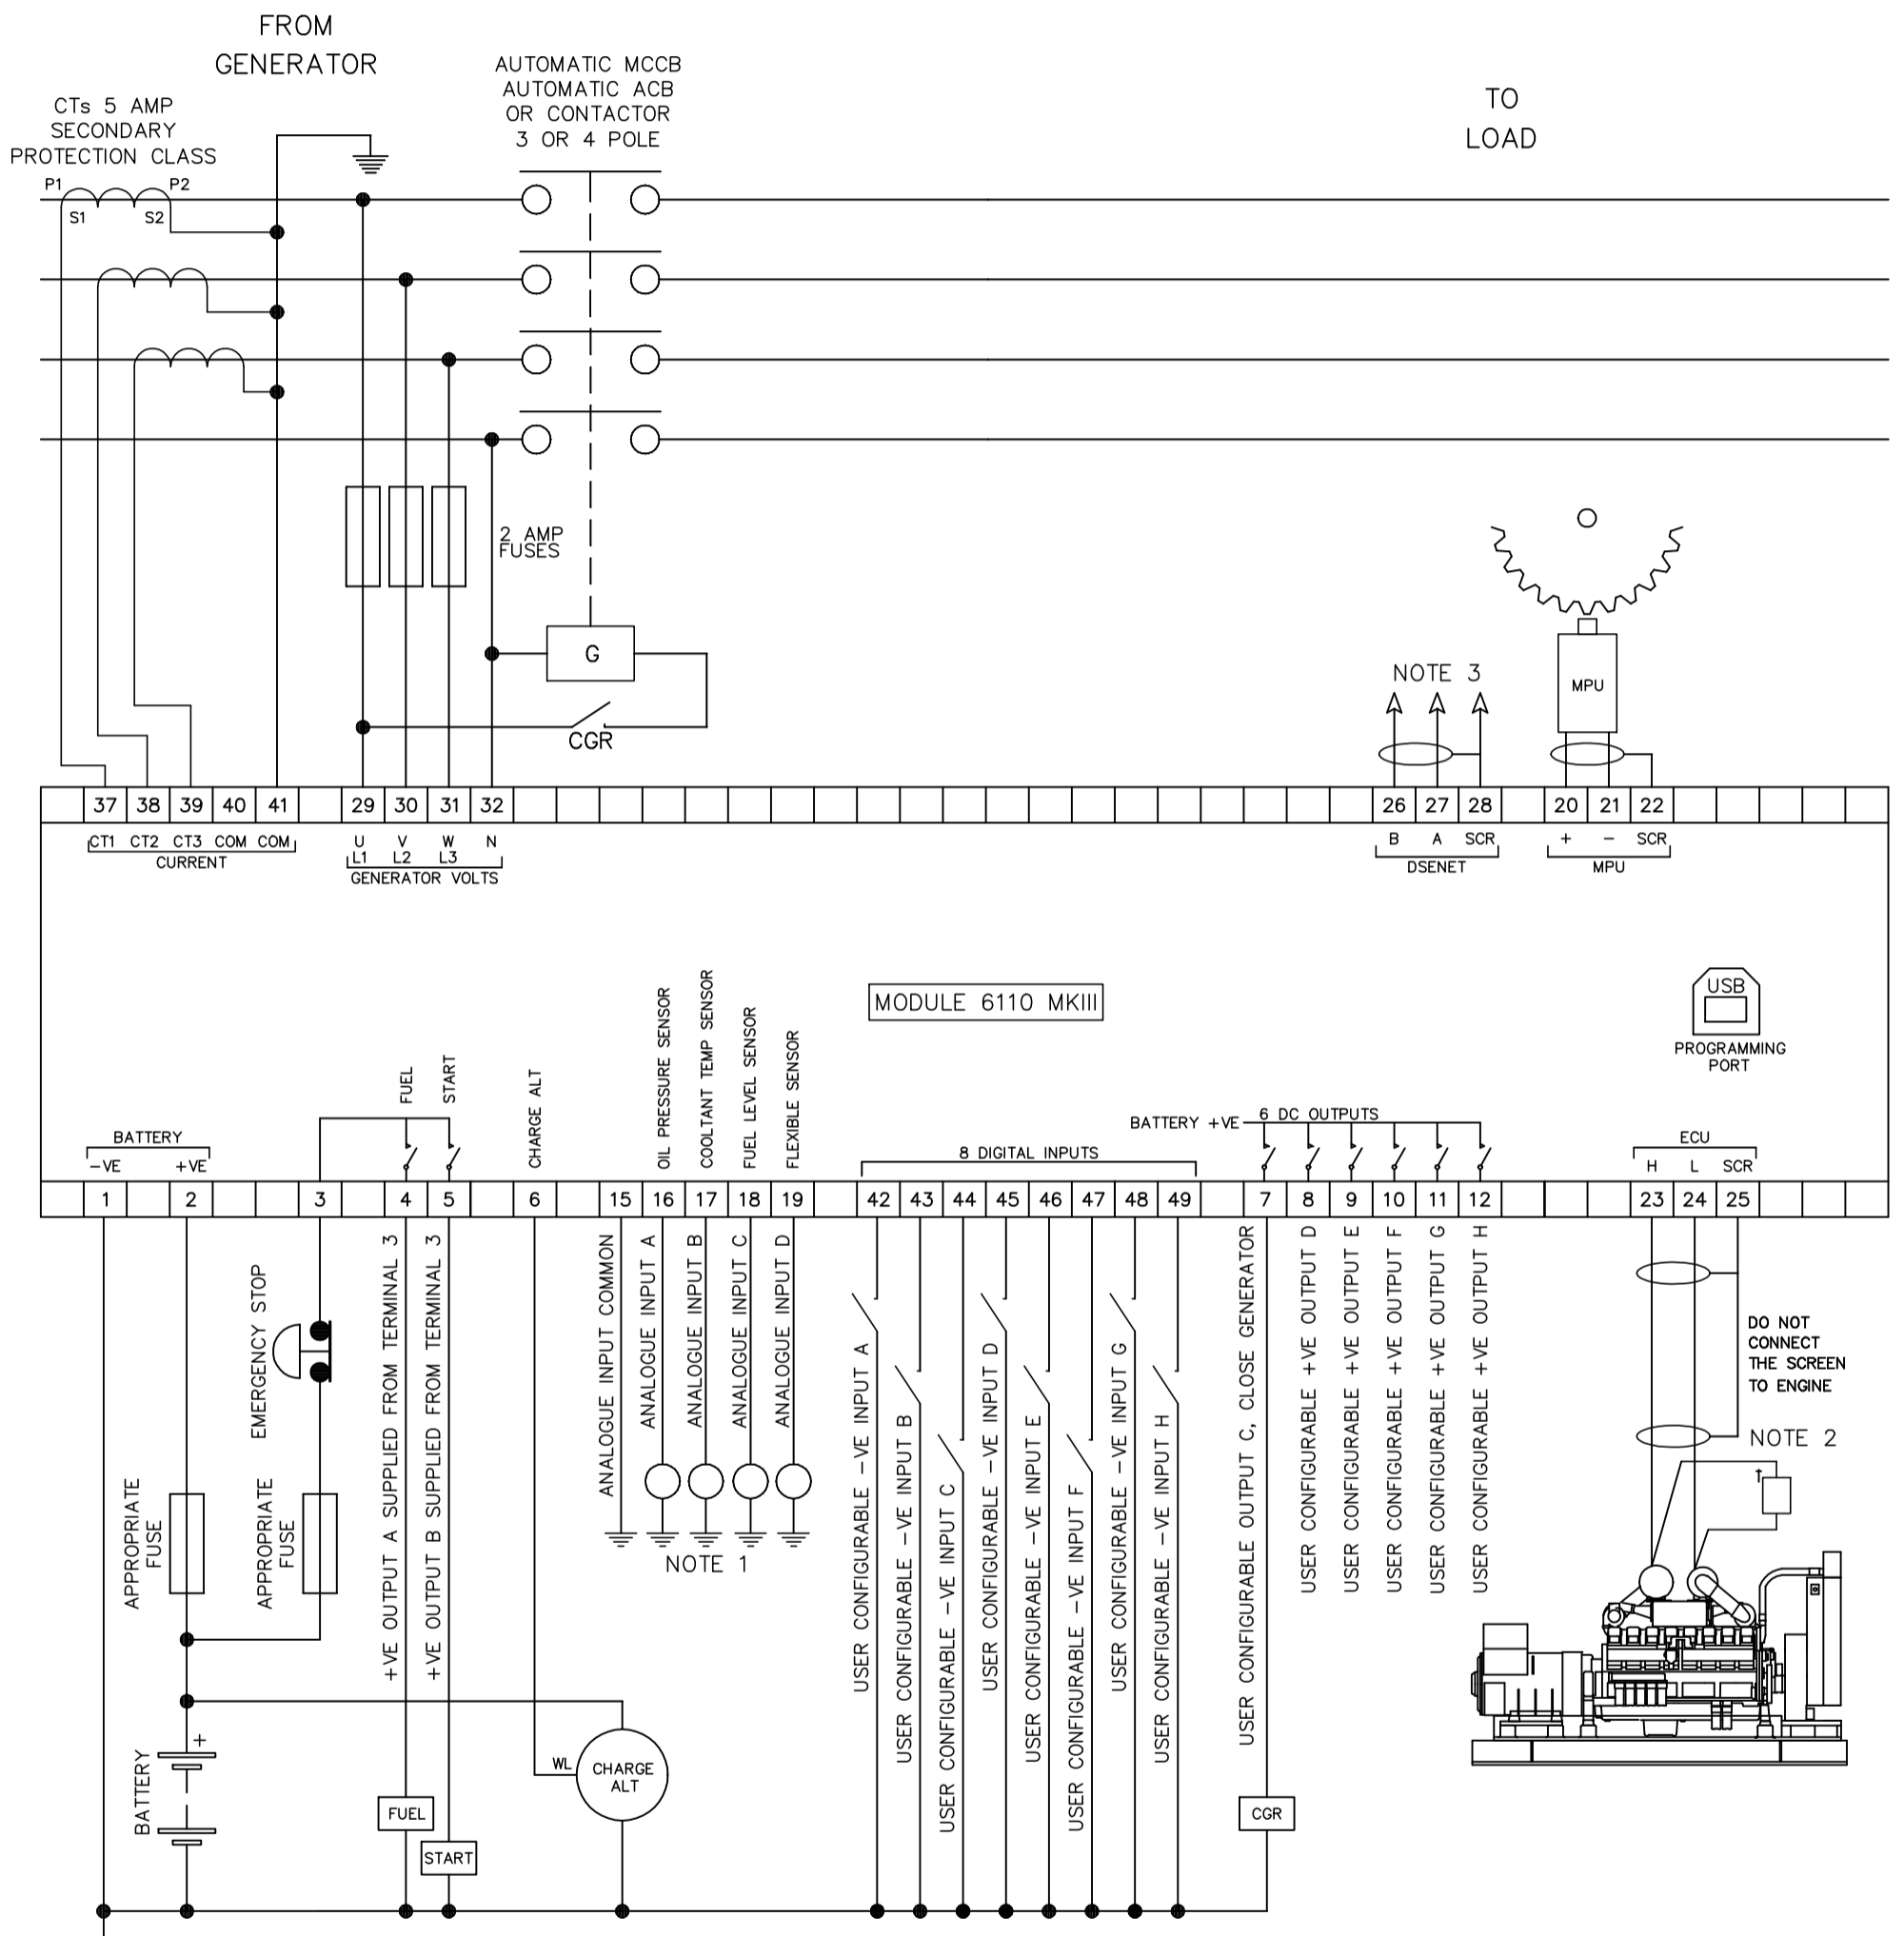 FROM
GENERATOR
CTs 5 AMP
SECONDARY
PROTECTION CLASS
AUTOMATIC MCCB
AUTOMATIC ACB
OR CONTACTOR
3 OR 4 POLE
TO
LOAD
P1
P2
S1
S2
2 AMP
FUSES
G
CGR
NOTE 3
MPU
37
38
39
40
41
29
30
31
32
26
27
28
20
21
22
CT1
CT2
CT3
COM
COM
CURRENT
U
V
W
N
L1
L2
L3
GENERATOR VOLTS
B
A
SCR
DSENET
+
−
SCR
MPU
MODULE 6110 MKIII
USB
PROGRAMMING
PORT
BATTERY
−VE
+VE
FUEL
START
CHARGE ALT
OIL PRESSURE SENSOR
COOLTANT TEMP SENSOR
FUEL LEVEL SENSOR
FLEXIBLE SENSOR
8 DIGITAL INPUTS
BATTERY +VE
6 DC OUTPUTS
ECU
H
L
SCR
1
2
3
4
5
6
15
16
17
18
19
42
43
44
45
46
47
48
49
7
8
9
10
11
12
23
24
25
EMERGENCY STOP
APPROPRIATE
FUSE
APPROPRIATE
FUSE
+VE OUTPUT A SUPPLIED FROM TERMINAL 3
+VE OUTPUT B SUPPLIED FROM TERMINAL 3
ANALOGUE INPUT COMMON
ANALOGUE INPUT A
ANALOGUE INPUT B
ANALOGUE INPUT C
ANALOGUE INPUT D
NOTE 1
USER CONFIGURABLE −VE INPUT A
USER CONFIGURABLE −VE INPUT B
USER CONFIGURABLE −VE INPUT C
USER CONFIGURABLE −VE INPUT D
USER CONFIGURABLE −VE INPUT E
USER CONFIGURABLE −VE INPUT F
USER CONFIGURABLE −VE INPUT G
USER CONFIGURABLE −VE INPUT H
USER CONFIGURABLE OUTPUT C, CLOSE GENERATOR
USER CONFIGURABLE +VE OUTPUT D
USER CONFIGURABLE +VE OUTPUT E
USER CONFIGURABLE +VE OUTPUT F
USER CONFIGURABLE +VE OUTPUT G
USER CONFIGURABLE +VE OUTPUT H
DO NOT
CONNECT
THE SCREEN
TO ENGINE
NOTE 2
t
+
BATTERY
WL
CHARGE
ALT
FUEL
START
CGR